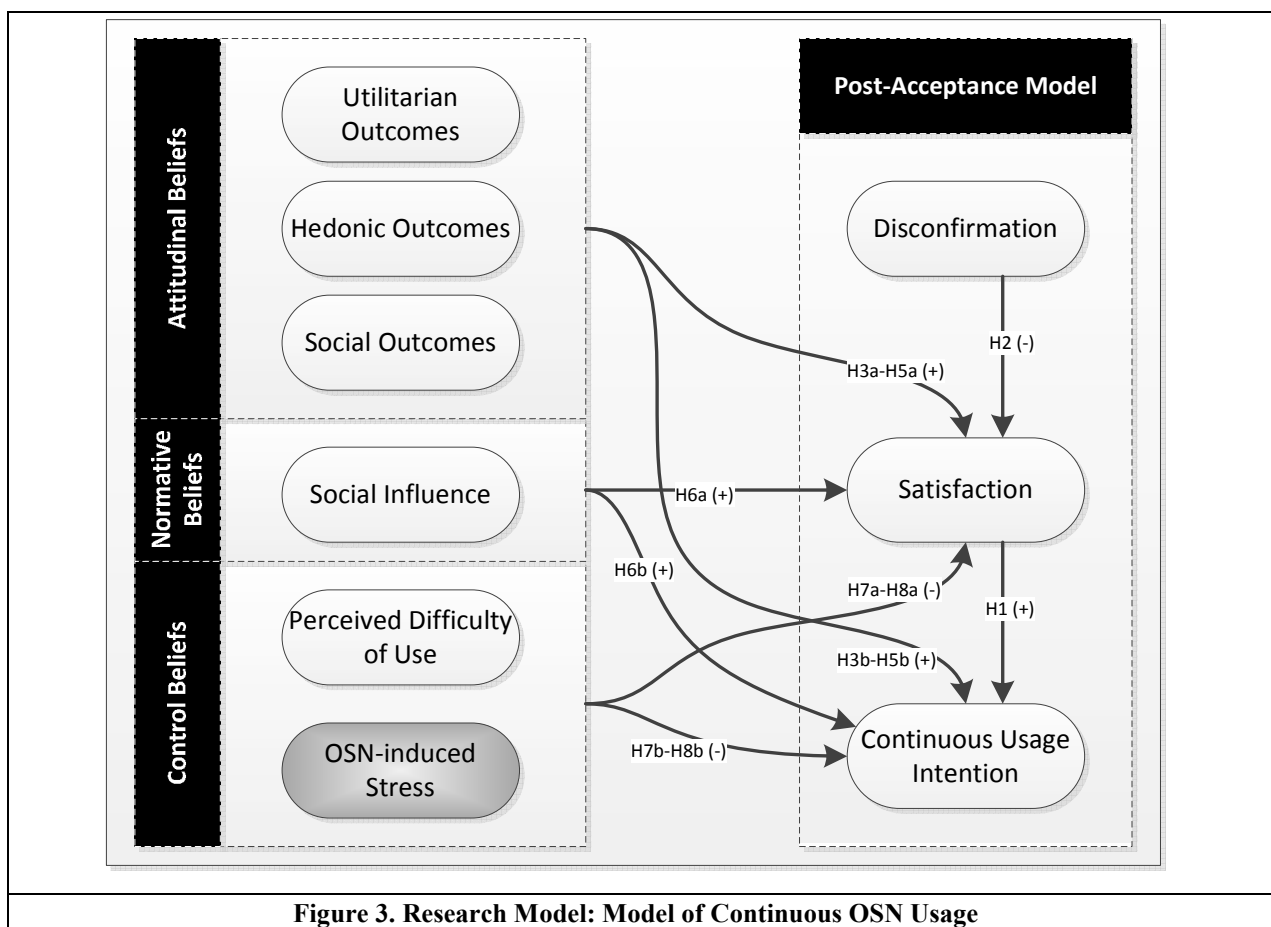 Attitudinal Beliefs
Utilitarian
Outcomes
Hedonic Outcomes
Social Outcomes
Normative
Beliefs
Social Influence
Control Beliefs
Perceived Difficulty
of Use
OSN-induced
Stress
H3a-H5a (+)
H6a (+)
H6b (+)
H7a-H8a (-)
H3b-H5b (+)
H7b-H8b (-)
Post-Acceptance Model
Disconfirmation
H2 (-)
Satisfaction
H1 (+)
Continuous Usage
Intention
Figure 3. Research Model: Model of Continuous OSN Usage